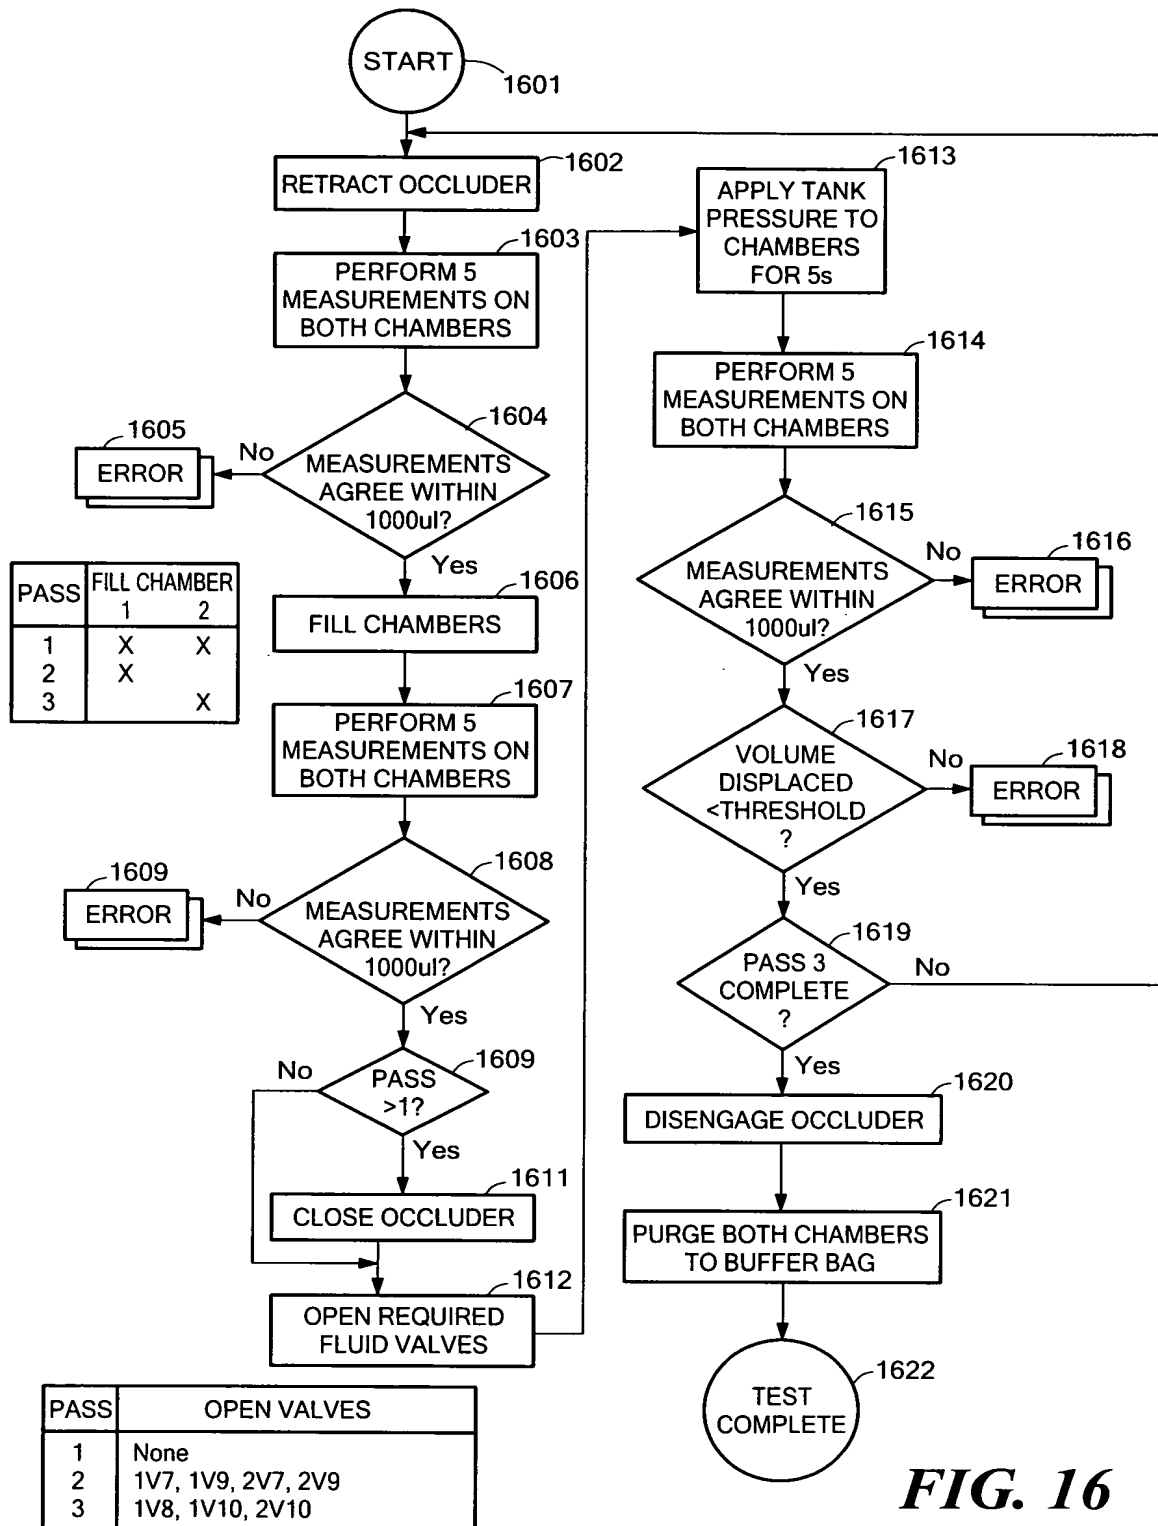 START
1601
1602
RETRACT OCCLUDER
1603
PERFORM 5
MEASUREMENTS ON
BOTH CHAMBERS
1604
MEASUREMENTS
AGREE WITHIN
1000ul?
No
1605
ERROR
Yes
PASS FILL CHAMBER
1 2
1 X X
2 X
3 X
1606
FILL CHAMBERS
1607
PERFORM 5
MEASUREMENTS ON
BOTH CHAMBERS
1608
MEASUREMENTS
AGREE WITHIN
1000ul?
No
1609
ERROR
Yes
1609
PASS
>1?
No
Yes
1611
CLOSE OCCLUDER
1612
OPEN REQUIRED
FLUID VALVES
PASS OPEN VALVES
1 None
2 1V7, 1V9, 2V7, 2V9
3 1V8, 1V10, 2V10
1613
APPLY TANK
PRESSURE TO
CHAMBERS
FOR 5s
1614
PERFORM 5
MEASUREMENTS ON
BOTH CHAMBERS
1615
MEASUREMENTS
AGREE WITHIN
1000ul?
No
1616
ERROR
Yes
1617
VOLUME
DISPLACED
<THRESHOLD
?
No
1618
ERROR
Yes
1619
PASS 3
COMPLETE
?
No
Yes
1620
DISENGAGE OCCLUDER
1621
PURGE BOTH CHAMBERS
TO BUFFER BAG
1622
TEST
COMPLETE
FIG. 16